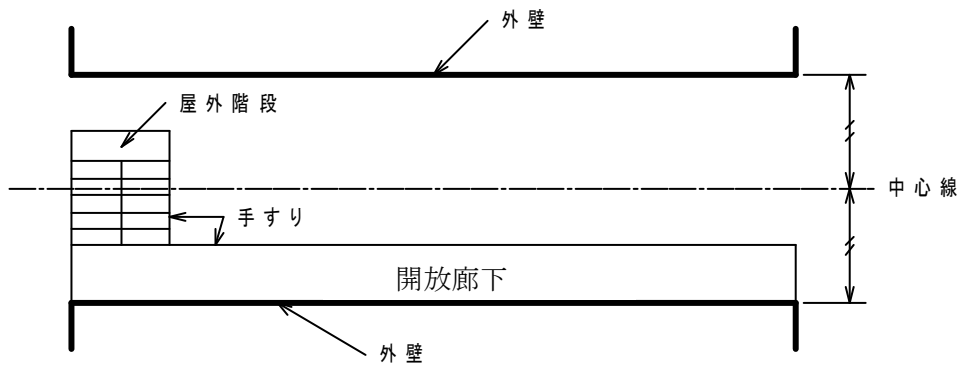 外壁
屋外階段
中心線
手すり
開放廊下
外壁